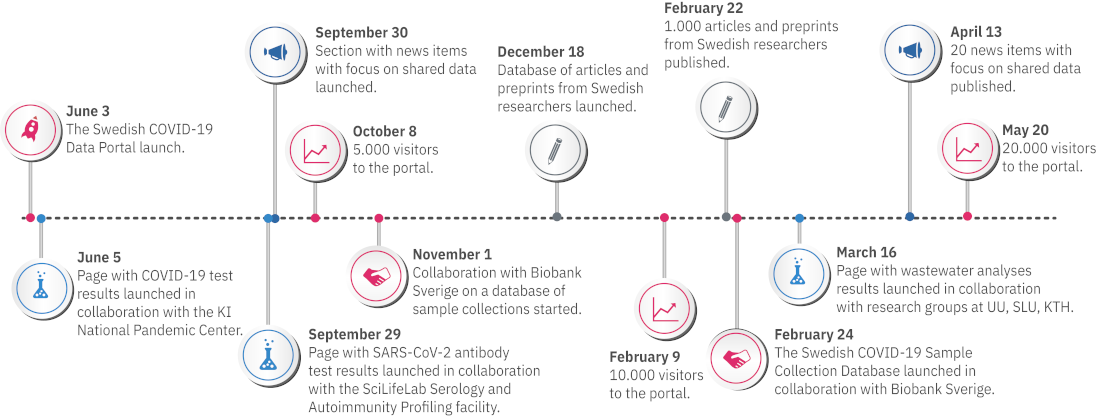 June 3
The Swedish COVID-19
Data Portal launch.
June 5
Page with COVID-19 test
results launched in
collaboration with the KI
National Pandemic Center.
September 30
Section with news items
with focus on shared data
launched.
September 29
Page with SARS-CoV-2 antibody
test results launched in collaboration
with the SciLifeLab Serology and
Autoimmunity Profiling facility.
October 8
5.000 visitors
to the portal.
November 1
Collaboration with Biobank
Sverige on a database of
sample collections started.
December 18
Database of articles and
preprints from Swedish
researchers launched.
February 9
10.000 visitors
to the portal.
February 22
1.000 articles and preprints
from Swedish researchers
published.
February 24
The Swedish COVID-19 Sample
Collection Database launched in
collaboration with Biobank Sverige.
March 16
Page with wastewater analyses
results launched in collaboration
with research groups at UU, SLU, KTH.
April 13
20 news items with
focus on shared data
published.
May 20
20.000 visitors
to the portal.